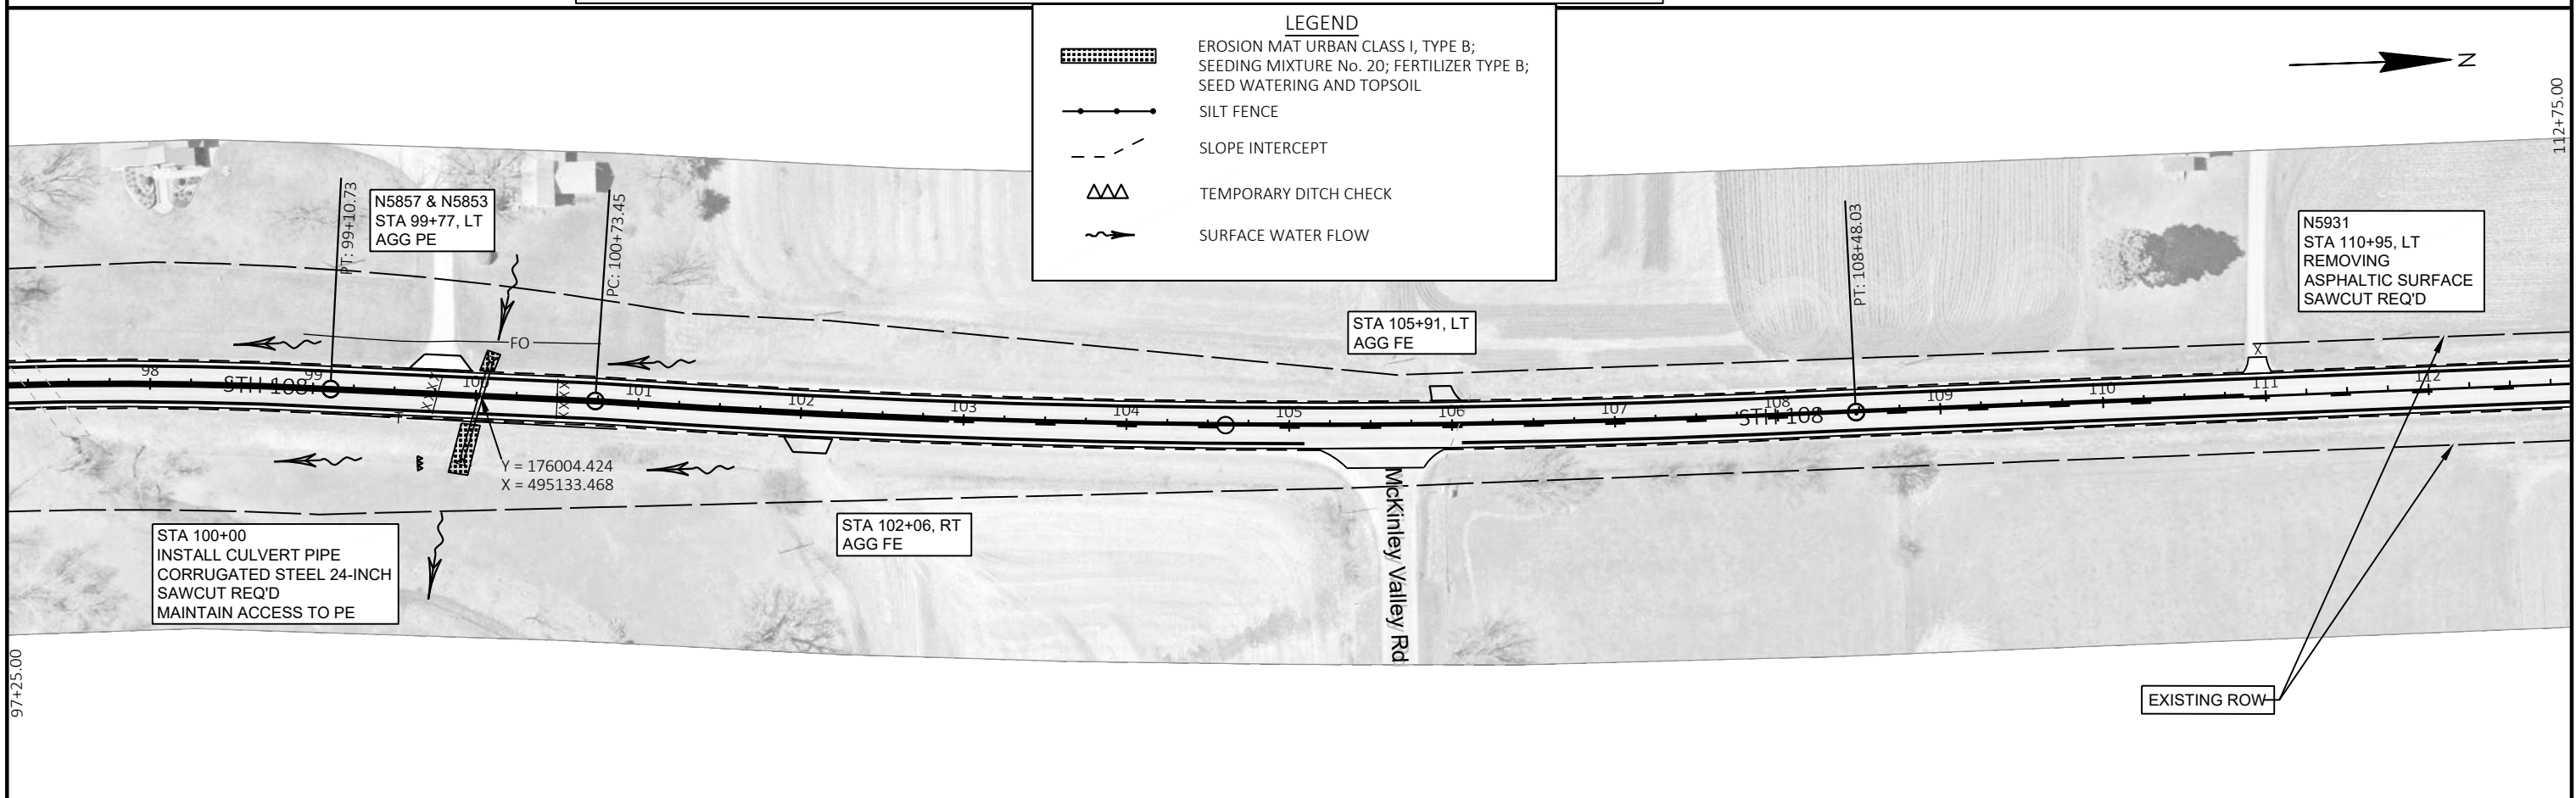 LEGEND
EROSION MAT URBAN CLASS I, TYPE B;
SEEDING MIXTURE No. 20; FERTILIZER TYPE B;
SEED WATERING AND TOPSOIL
SILT FENCE
SLOPE INTERCEPT
TEMPORARY DITCH CHECK
SURFACE WATER FLOW
N
112+75.00
PT: 99+10.73
N5857 & N5853
STA 99+77, LT
AGG PE
PC: 100+73.45
PT: 108+48.03
N5931
STA 110+95, LT
REMOVING
ASPHALTIC SURFACE
SAWCUT REQ'D
STA 105+91, LT
AGG FE
FO
X
98
STH 108
99
XXXX
100
XXXX
101
102
103
104
105
106
107
108
STH 108
109
110
111
112
T
Y = 176004.424
X = 495133.468
McKinley Valley Rd
STA 100+00
INSTALL CULVERT PIPE
CORRUGATED STEEL 24-INCH
SAWCUT REQ'D
MAINTAIN ACCESS TO PE
STA 102+06, RT
AGG FE
97+25.00
EXISTING ROW